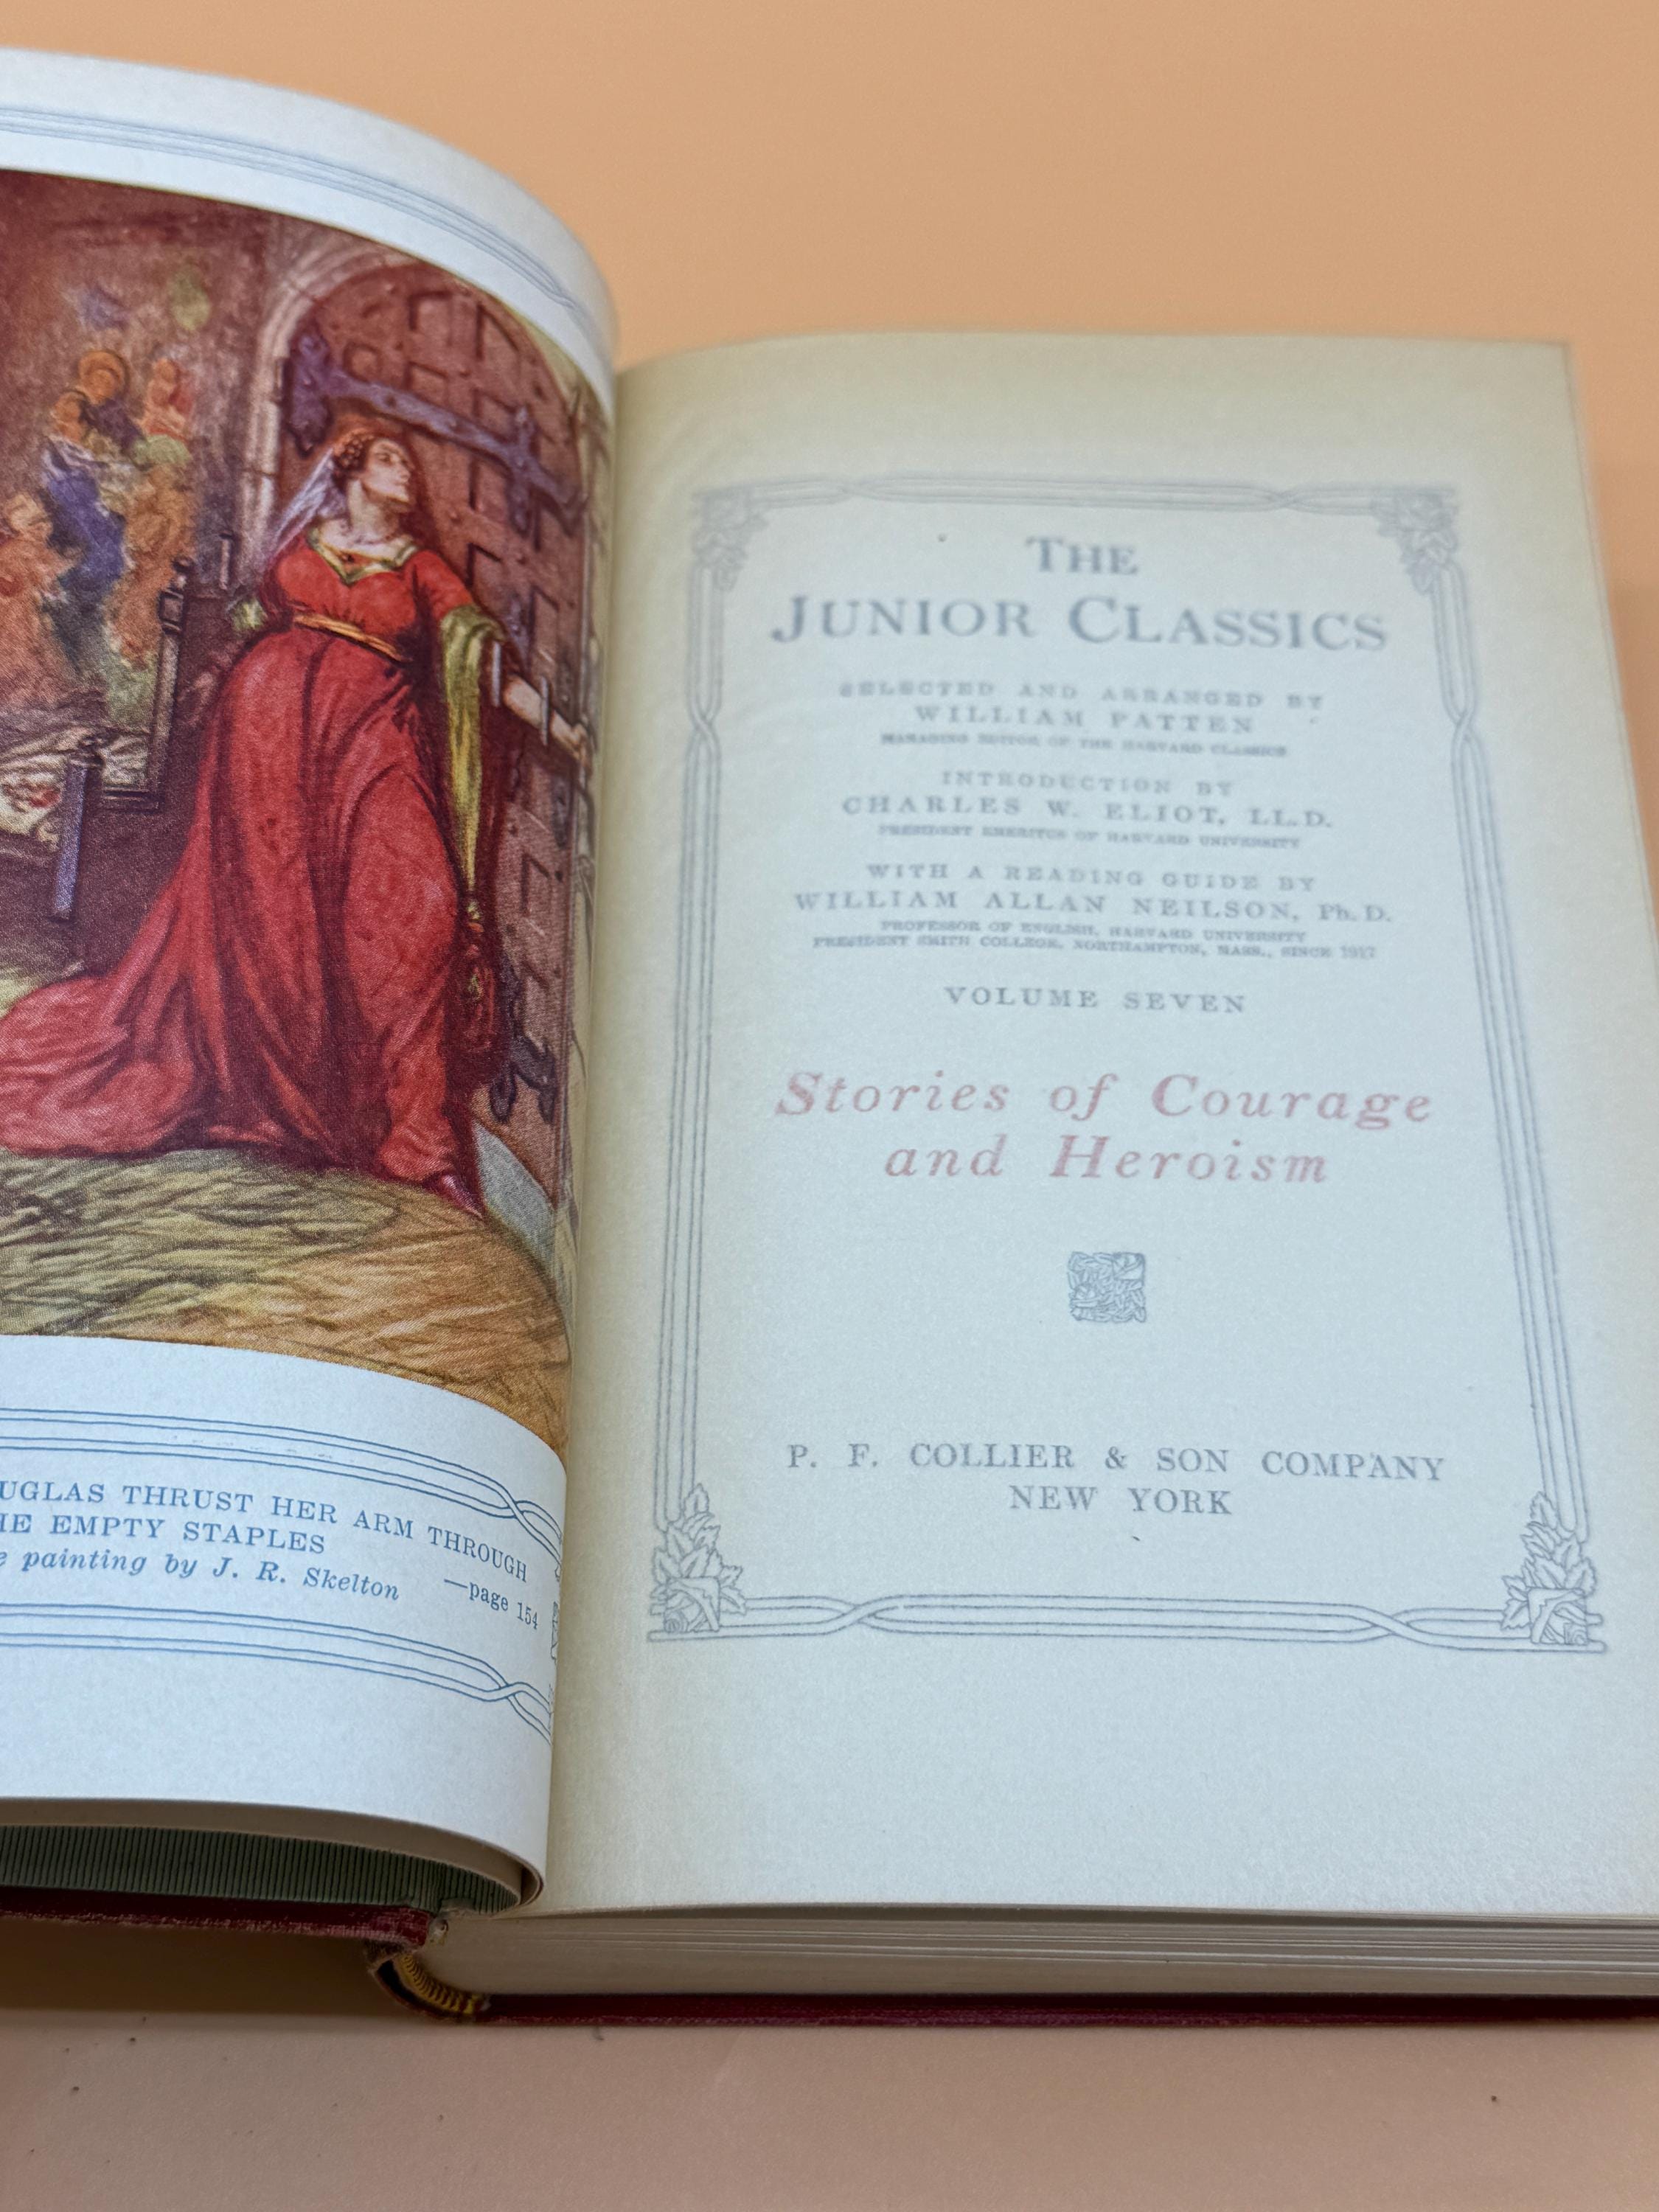 UGLAS THRUST HER ARM THROUGH
HE EMPTY STAPLES
e painting by J. R. Skelton —page 154
THE
JUNIOR CLASSICS
SELECTED AND ARRANGED BY
WILLIAM PATTEN
MANAGING EDITOR OF THE HARVARD CLASSICS
INTRODUCTION BY
CHARLES W. ELIOT, LL.D.
PRESIDENT EMERITUS OF HARVARD UNIVERSITY
WITH A READING GUIDE BY
WILLIAM ALLAN NEILSON, Ph.D.
PROFESSOR OF ENGLISH, HARVARD UNIVERSITY
PRESIDENT SMITH COLLEGE, NORTHAMPTON, MASS., SINCE 1917
VOLUME SEVEN
Stories of Courage
and Heroism
P. F. COLLIER & SON COMPANY
NEW YORK